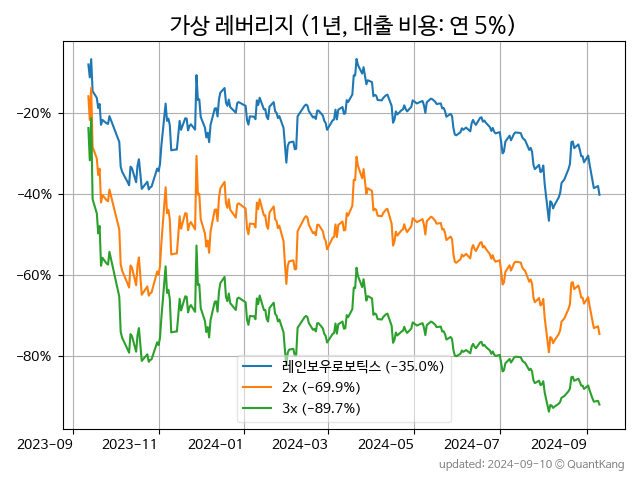 가상 레버리지 (1년, 대출 비용: 연 5%)
−20%
−40%
−60%
−80%
레인보우로보틱스 (−35.0%)
2x (−69.9%)
3x (−89.7%)
2023-09 2023-11 2024-01 2024-03 2024-05 2024-07 2024-09
updated: 2024-09-10 © QuantKang